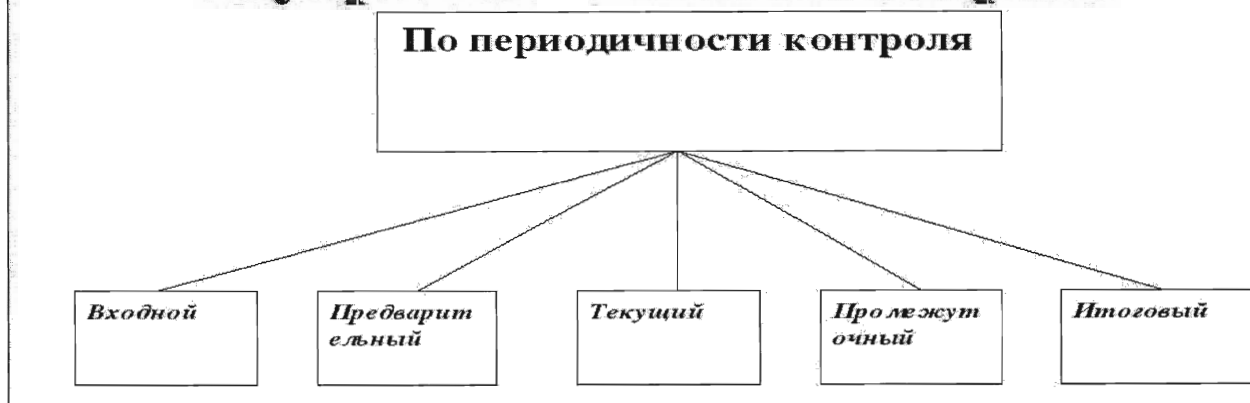 По периодичности контроля
Входной
Предварит
ельный
Текущий
Промежут
очный
Итоговый